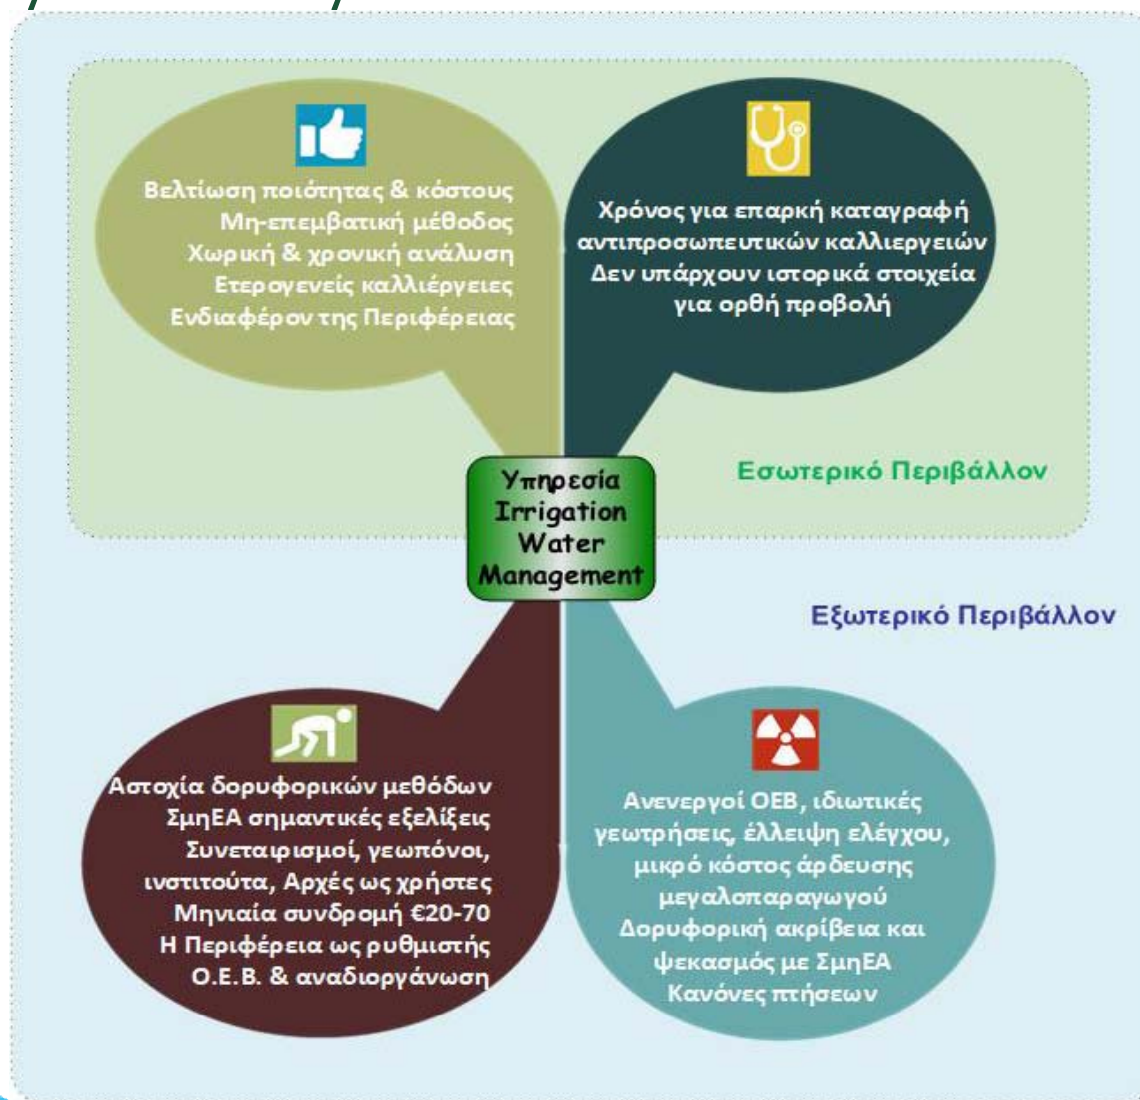 Βελτίωση ποιότητας & κόστους
Μη-επεμβατική μέθοδος
Χωρική & χρονική ανάλυση
Ετερογενείς καλλιέργειες
Ενδιαφέρον της Περιφέρειας
Χρόνος για επαρκή καταγραφή
αντιπροσωπευτικών καλλιεργειών
Δεν υπάρχουν ιστορικά στοιχεία
για ορθή προβολή
Εσωτερικό Περιβάλλον
Υπηρεσία
Irrigation
Water
Management
Εξωτερικό Περιβάλλον
Αστοχία δορυφορικών μεθόδων
ΣμηΕΑ σημαντικές εξελίξεις
Συνεταιρισμοί, γεωπόνοι,
ινστιτούτα, Αρχές ως χρήστες
Μηνιαία συνδρομή €20-70
Η Περιφέρεια ως ρυθμιστής
Ο.Ε.Β. & αναδιοργάνωση
Ανενεργοί ΟΕΒ, ιδιωτικές
γεωτρήσεις, έλλειψη ελέγχου,
μικρό κόστος άρδευσης
μεγαλοπαραγωγού
Δορυφορική ακρίβεια και
ψεκασμός με ΣμηΕΑ
Κανόνες πτήσεων